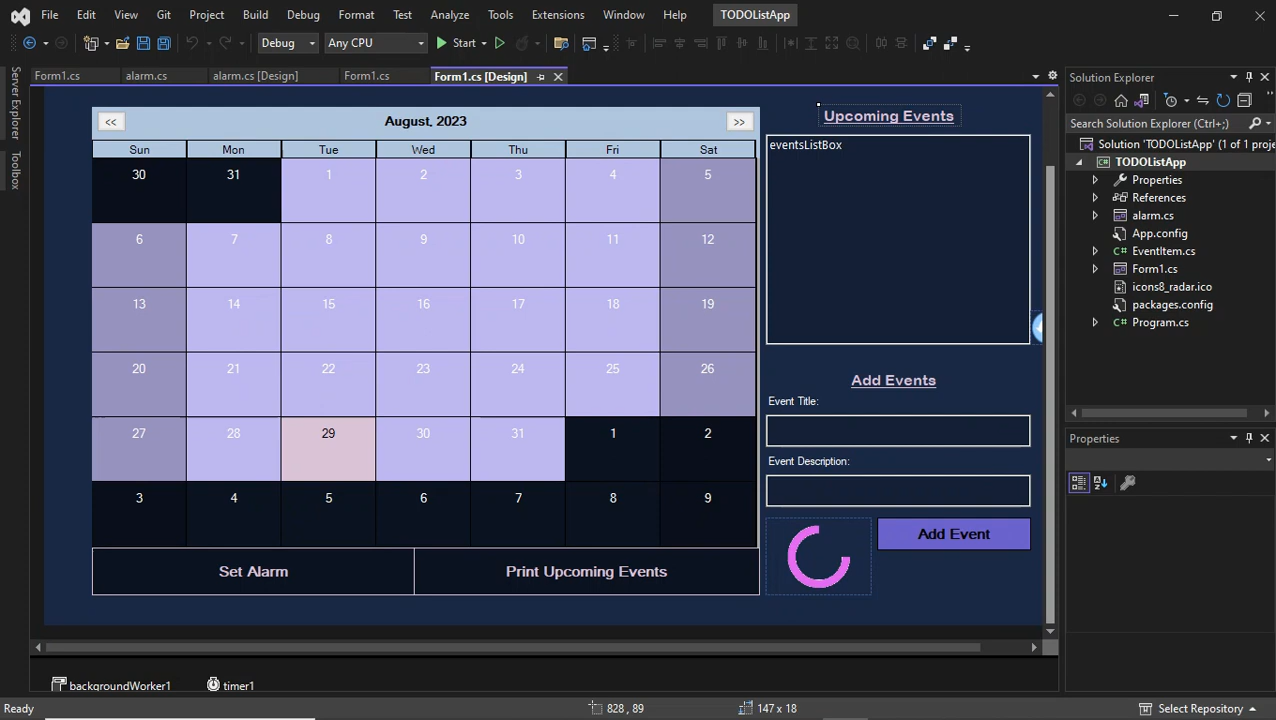 File Edit View Git Project Build Debug Format Test Analyze Tools Extensions Window Help TODOListApp
Debug Any CPU Start
Form1.cs alarm.cs alarm.cs [Design] Form1.cs Form1.cs [Design]
Server Explorer
Toolbox
<< August, 2023 >>
Sun Mon Tue Wed Thu Fri Sat
30 31 1 2 3 4 5
6 7 8 9 10 11 12
13 14 15 16 17 18 19
20 21 22 23 24 25 26
27 28 29 30 31 1 2
3 4 5 6 7 8 9
Set Alarm Print Upcoming Events
Upcoming Events
eventsListBox
Add Events
Event Title:
Event Description:
Add Event
Solution Explorer
Search Solution Explorer (Ctrl+;)
Solution 'TODOListApp' (1 of 1 proje
TODOListApp
Properties
References
alarm.cs
App.config
EventItem.cs
Form1.cs
icons8_radar.ico
packages.config
Program.cs
Properties
backgroundWorker1 timer1
Ready 828 , 89 147 x 18 Select Repository